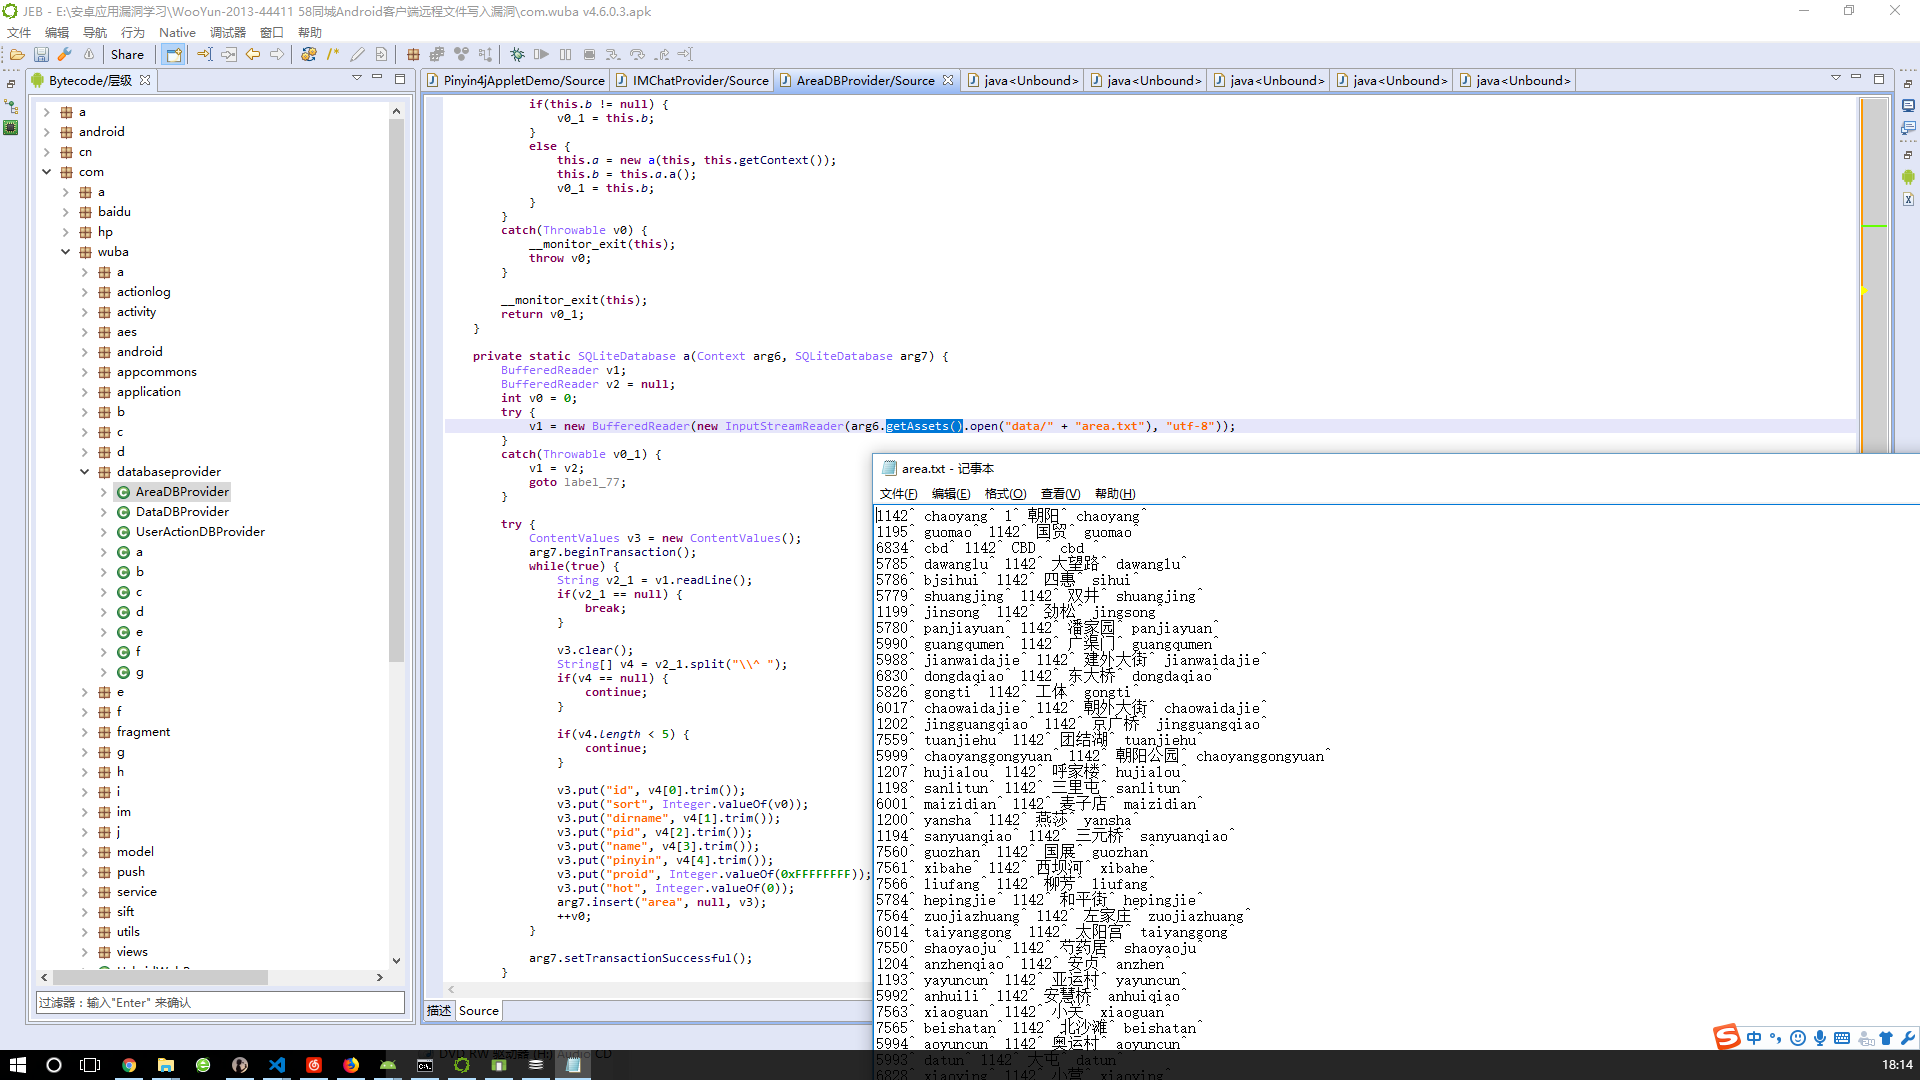 JEB - E:\安卓应用漏洞学习\WooYun-2013-44411 58同城Android客户端远程文件写入漏洞\com.wuba v4.6.0.3.apk
文件 编辑 导航 行为 Native 调试器 窗口 帮助
Share
Bytecode/层级
Pinyin4jAppletDemo/Source IMChatProvider/Source AreaDBProvider/Source java<Unbound> java<Unbound> java<Unbound> java<Unbound> java<Unbound>
a
android
cn
com
a
baidu
hp
wuba
a
actionlog
activity
aes
android
appcommons
application
b
c
d
databaseprovider
AreaDBProvider
DataDBProvider
UserActionDBProvider
a
b
c
d
e
f
g
e
f
fragment
g
h
i
im
j
model
push
service
sift
utils
views
过滤器：输入"Enter" 来确认
if(this.b != null) {
v0_1 = this.b;
}
else {
this.a = new a(this, this.getContext());
this.b = this.a.a();
v0_1 = this.b;
}
}
catch(Throwable v0) {
__monitor_exit(this);
throw v0;
}
__monitor_exit(this);
return v0_1;
}
private static SQLiteDatabase a(Context arg6, SQLiteDatabase arg7) {
BufferedReader v1;
BufferedReader v2 = null;
int v0 = 0;
try {
v1 = new BufferedReader(new InputStreamReader(arg6.getAssets().open("data/" + "area.txt"), "utf-8"));
}
catch(Throwable v0_1) {
v1 = v2;
goto label_77;
}
try {
ContentValues v3 = new ContentValues();
arg7.beginTransaction();
while(true) {
String v2_1 = v1.readLine();
if(v2_1 == null) {
break;
}
v3.clear();
String[] v4 = v2_1.split("\\^ ");
if(v4 == null) {
continue;
}
if(v4.length < 5) {
continue;
}
v3.put("id", v4[0].trim());
v3.put("sort", Integer.valueOf(v0));
v3.put("dirname", v4[1].trim());
v3.put("pid", v4[2].trim());
v3.put("name", v4[3].trim());
v3.put("pinyin", v4[4].trim());
v3.put("proid", Integer.valueOf(0xFFFFFFFF));
v3.put("hot", Integer.valueOf(0));
arg7.insert("area", null, v3);
++v0;
}
arg7.setTransactionSuccessful();
}
描述 Source
area.txt - 记事本
文件(F) 编辑(E) 格式(O) 查看(V) 帮助(H)
1142^ chaoyang^ 1^ 朝阳^ chaoyang^
1195^ guomao^ 1142^ 国贸^ guomao^
6834^ cbd^ 1142^ CBD ^ cbd ^
5785^ dawanglu^ 1142^ 大望路^ dawanglu^
5786^ bjsihui^ 1142^ 四惠^ sihui^
5779^ shuangjing^ 1142^ 双井^ shuangjing^
1199^ jinsong^ 1142^ 劲松^ jingsong^
5780^ panjiayuan^ 1142^ 潘家园^ panjiayuan^
5990^ guangqumen^ 1142^ 广渠门^ guangqumen^
5988^ jianwaidajie^ 1142^ 建外大街^ jianwaidajie^
6830^ dongdaqiao^ 1142^ 东大桥^ dongdaqiao^
5826^ gongti^ 1142^ 工体^ gongti^
6017^ chaowaidajie^ 1142^ 朝外大街^ chaowaidajie^
1202^ jingguangqiao^ 1142^ 京广桥^ jingguangqiao^
7559^ tuanjiehu^ 1142^ 团结湖^ tuanjiehu^
5999^ chaoyanggongyuan^ 1142^ 朝阳公园^ chaoyanggongyuan^
1207^ hujialou^ 1142^ 呼家楼^ hujialou^
1198^ sanlitun^ 1142^ 三里屯^ sanlitun^
6001^ maizidian^ 1142^ 麦子店^ maizidian^
1200^ yansha^ 1142^ 燕莎^ yansha^
1194^ sanyuanqiao^ 1142^ 三元桥^ sanyuanqiao^
7560^ guozhan^ 1142^ 国展^ guozhan^
7561^ xibahe^ 1142^ 西坝河^ xibahe^
7566^ liufang^ 1142^ 柳芳^ liufang^
5784^ hepingjie^ 1142^ 和平街^ hepingjie^
7564^ zuojiazhuang^ 1142^ 左家庄^ zuojiazhuang^
6014^ taiyanggong^ 1142^ 太阳宫^ taiyanggong^
7550^ shaoyaoju^ 1142^ 芍药居^ shaoyaoju^
1204^ anzhenqiao^ 1142^ 安贞^ anzhen^
1193^ yayuncun^ 1142^ 亚运村^ yayuncun^
5992^ anhuili^ 1142^ 安慧桥^ anhuiqiao^
7563^ xiaoguan^ 1142^ 小关^ xiaoguan^
7565^ beishatan^ 1142^ 北沙滩^ beishatan^
5994^ aoyuncun^ 1142^ 奥运村^ aoyuncun^
5993^ datun^ 1142^ 大屯^ datun^
6828^ xiaoying^ 1142^ 小营^ xiaoying^
DVD RW 驱动器 (H:) Audio CD
中
18:14